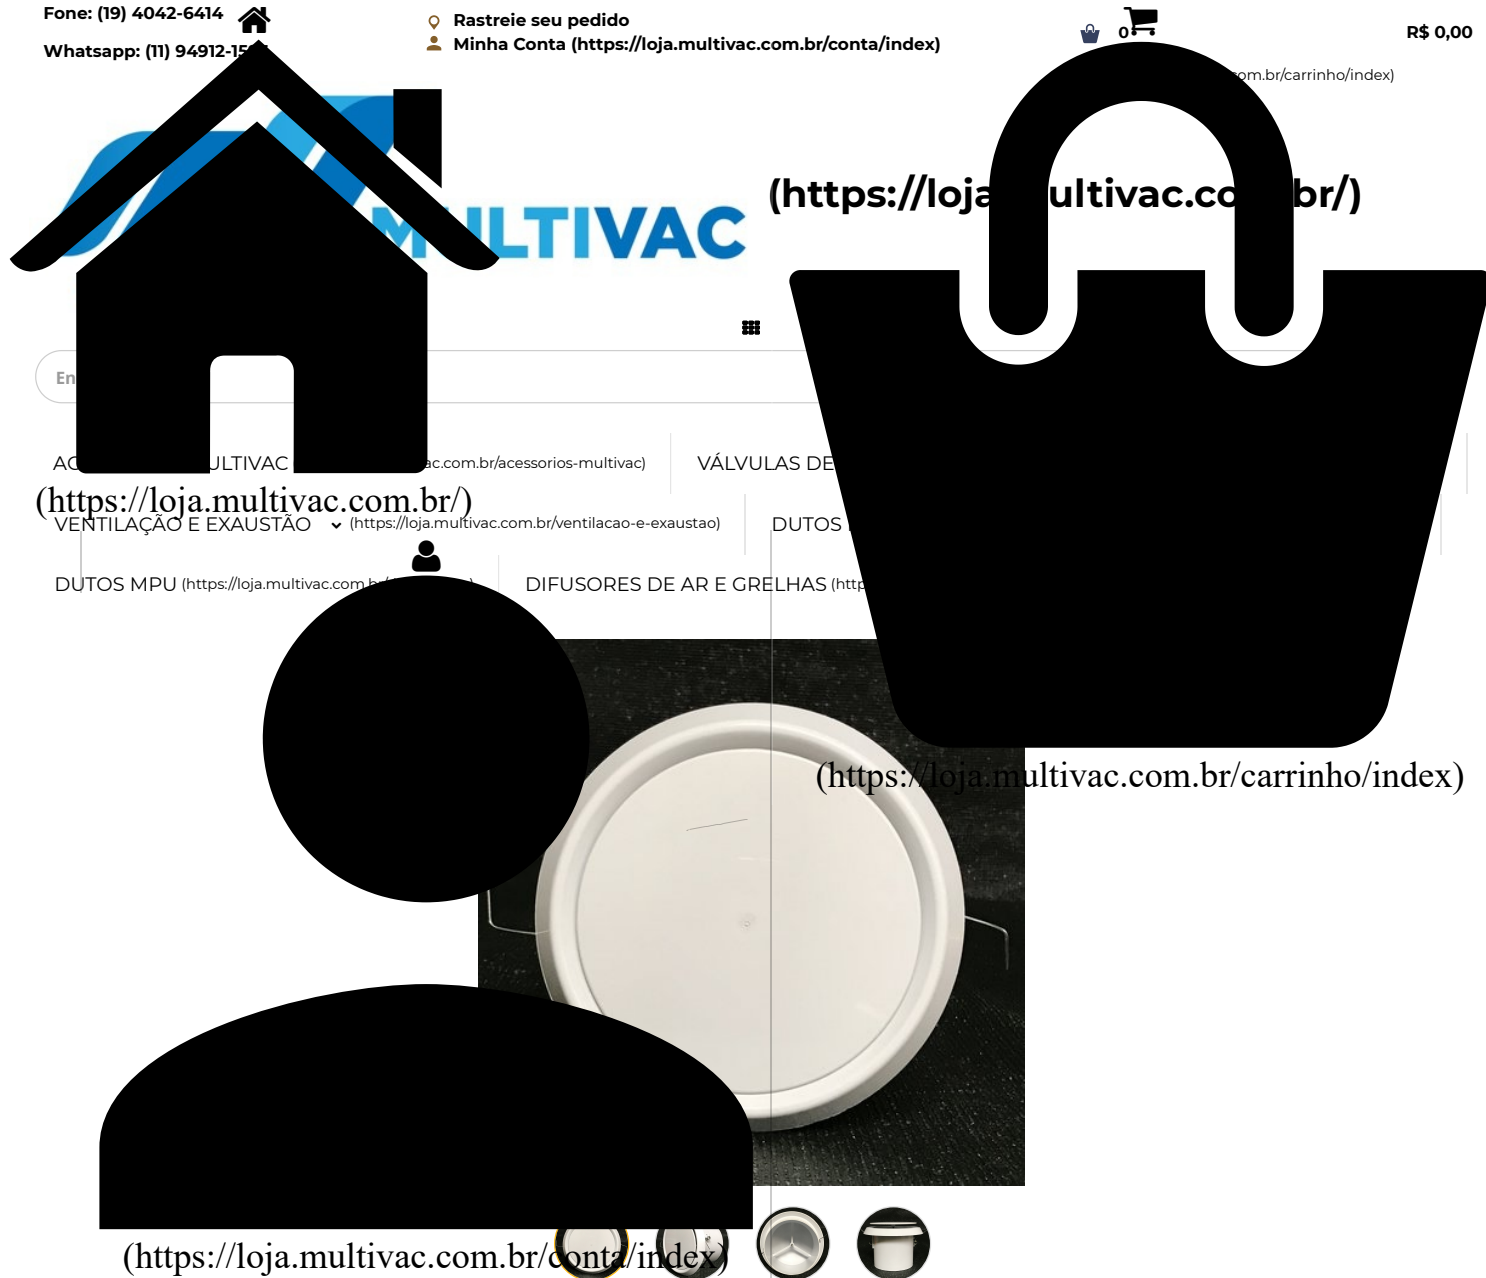 Fone: (19) 4042-6414
Whatsapp: (11) 94912-15
Rastreie seu pedido
Minha Conta (https://loja.multivac.com.br/conta/index)
0
R$ 0,00
om.br/carrinho/index)
MULTIVAC
(https://loja ultivac.co br/)
En
AC ULTIVAC ac.com.br/acessorios-multivac)
VÁLVULAS DE
(https://loja.multivac.com.br/)
VENTILAÇÃO E EXAUSTÃO (https://loja.multivac.com.br/ventilacao-e-exaustao)
DUTOS
DUTOS MPU (https://loja.multivac.com.br )
DIFUSORES DE AR E GRELHAS (http
(https://loja.multivac.com.br/carrinho/index)
(https://loja.multivac.com.br/conta/index)